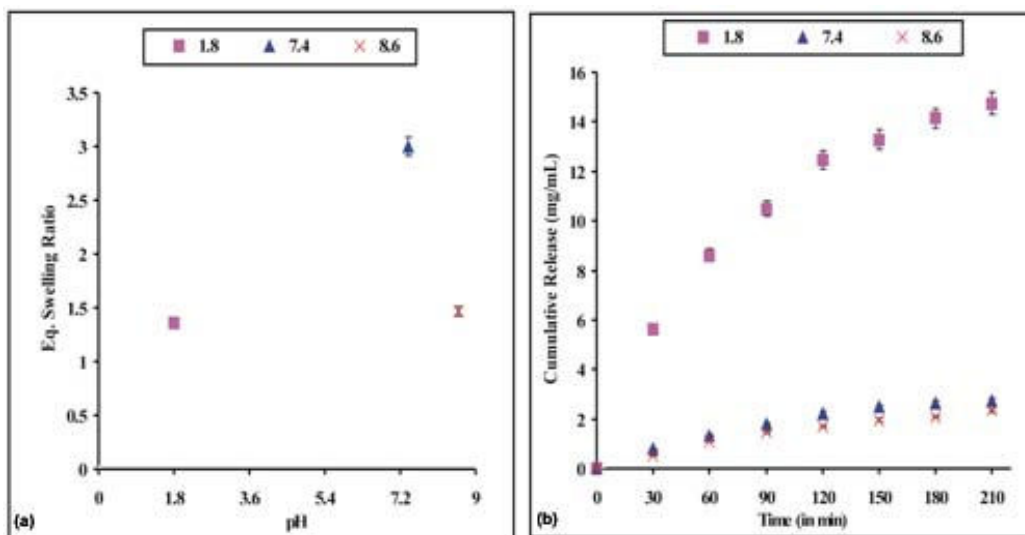 1.8 7.4 8.6
3.5
3
2.5
2
1.5
1
0.5
0
Eq. Swelling Ratio
0 1.8 3.6 5.4 7.2 9
pH
(a)
1.8 7.4 8.6
16
14
12
10
8
6
4
2
0
Cumulative Release (mg/mL)
0 30 60 90 120 150 180 210
Time (in min)
(b)